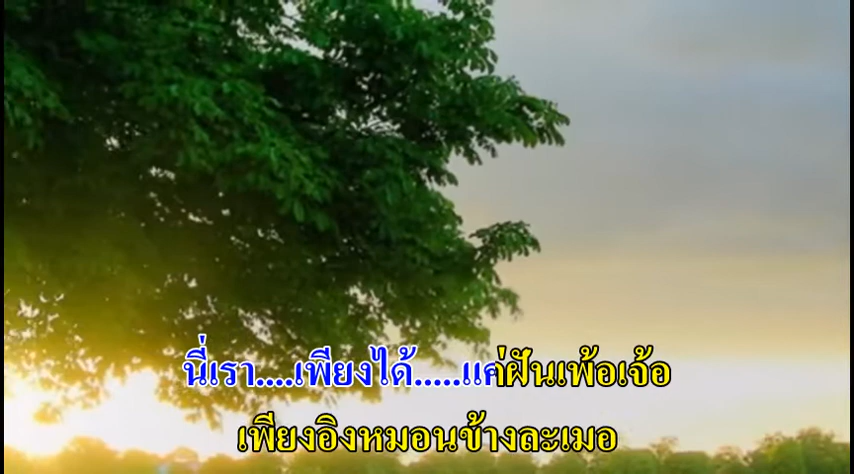 นี่เรา....เพียงได้.....แค่ฝันเพ้อเจ้อ
เพียงอิงหมอนข้างละเมอ